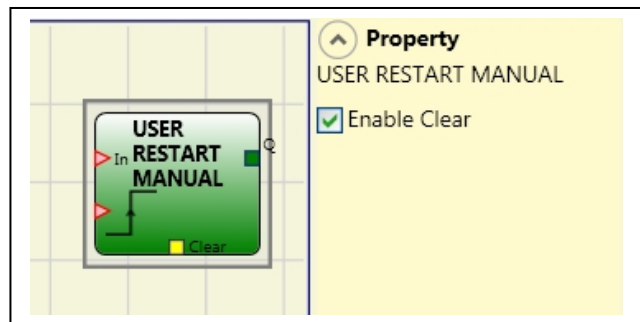 USER
In RESTART Q
MANUAL
Clear
Property
USER RESTART MANUAL
Enable Clear